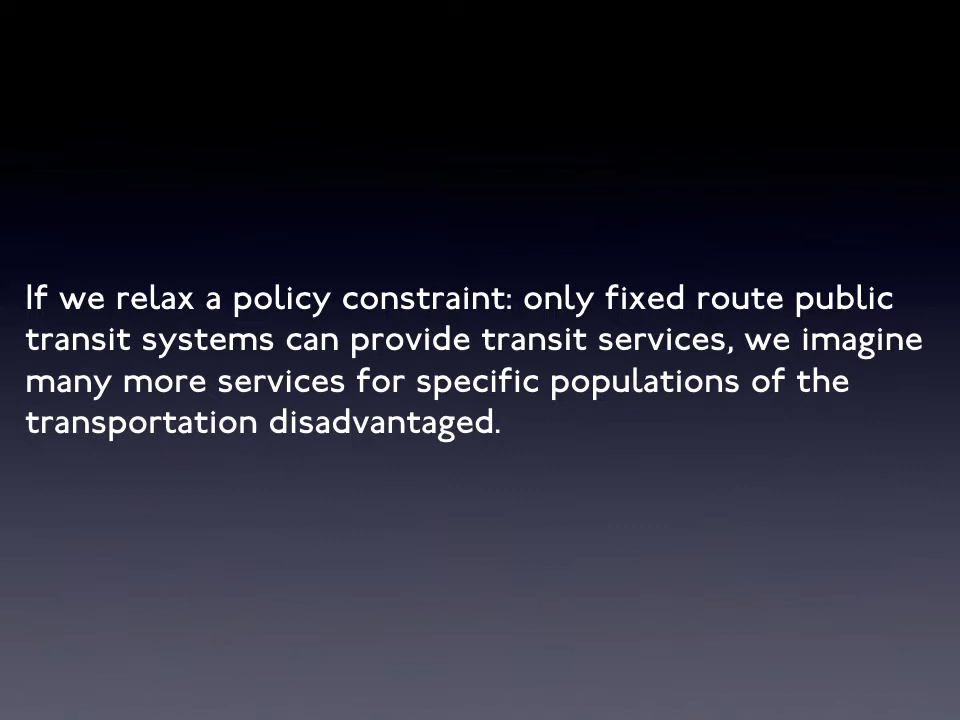 If we relax a policy constraint: only fixed route public
transit systems can provide transit services, we imagine
many more services for specific populations of the
transportation disadvantaged.